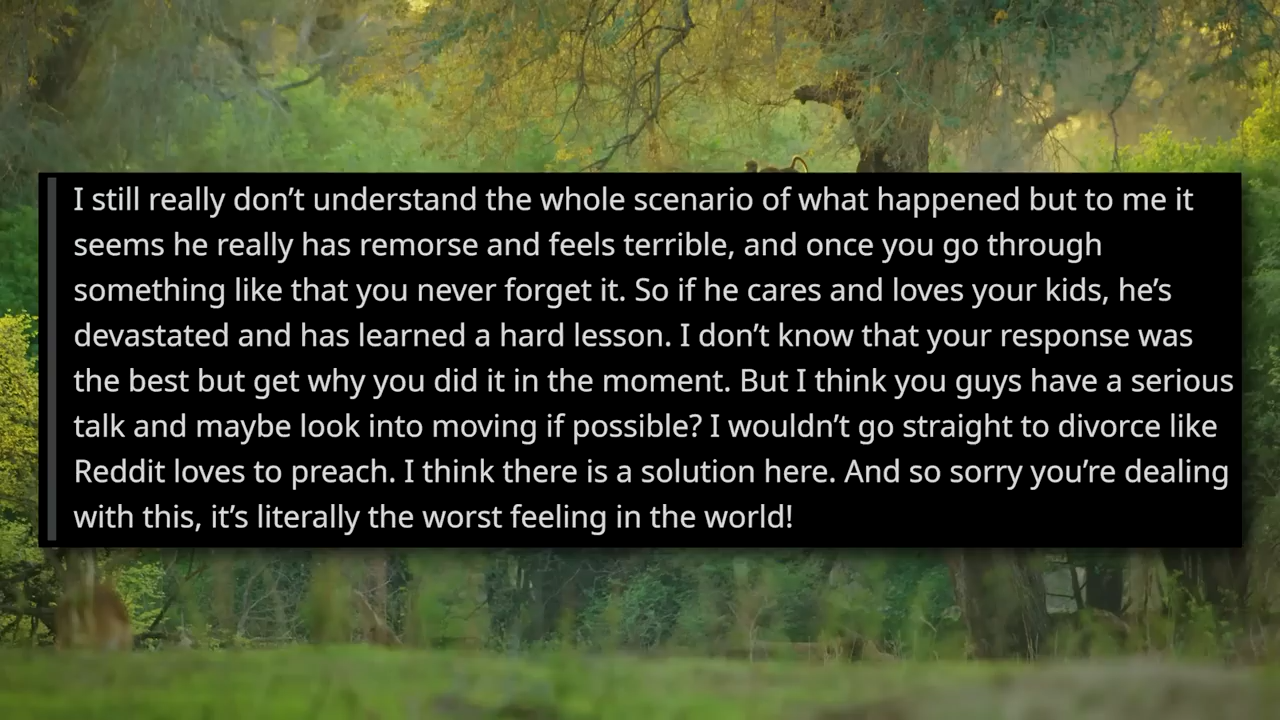 I still really don’t understand the whole scenario of what happened but to me it
seems he really has remorse and feels terrible, and once you go through
something like that you never forget it. So if he cares and loves your kids, he’s
devastated and has learned a hard lesson. I don’t know that your response was
the best but get why you did it in the moment. But I think you guys have a serious
talk and maybe look into moving if possible? I wouldn’t go straight to divorce like
Reddit loves to preach. I think there is a solution here. And so sorry you’re dealing
with this, it’s literally the worst feeling in the world!